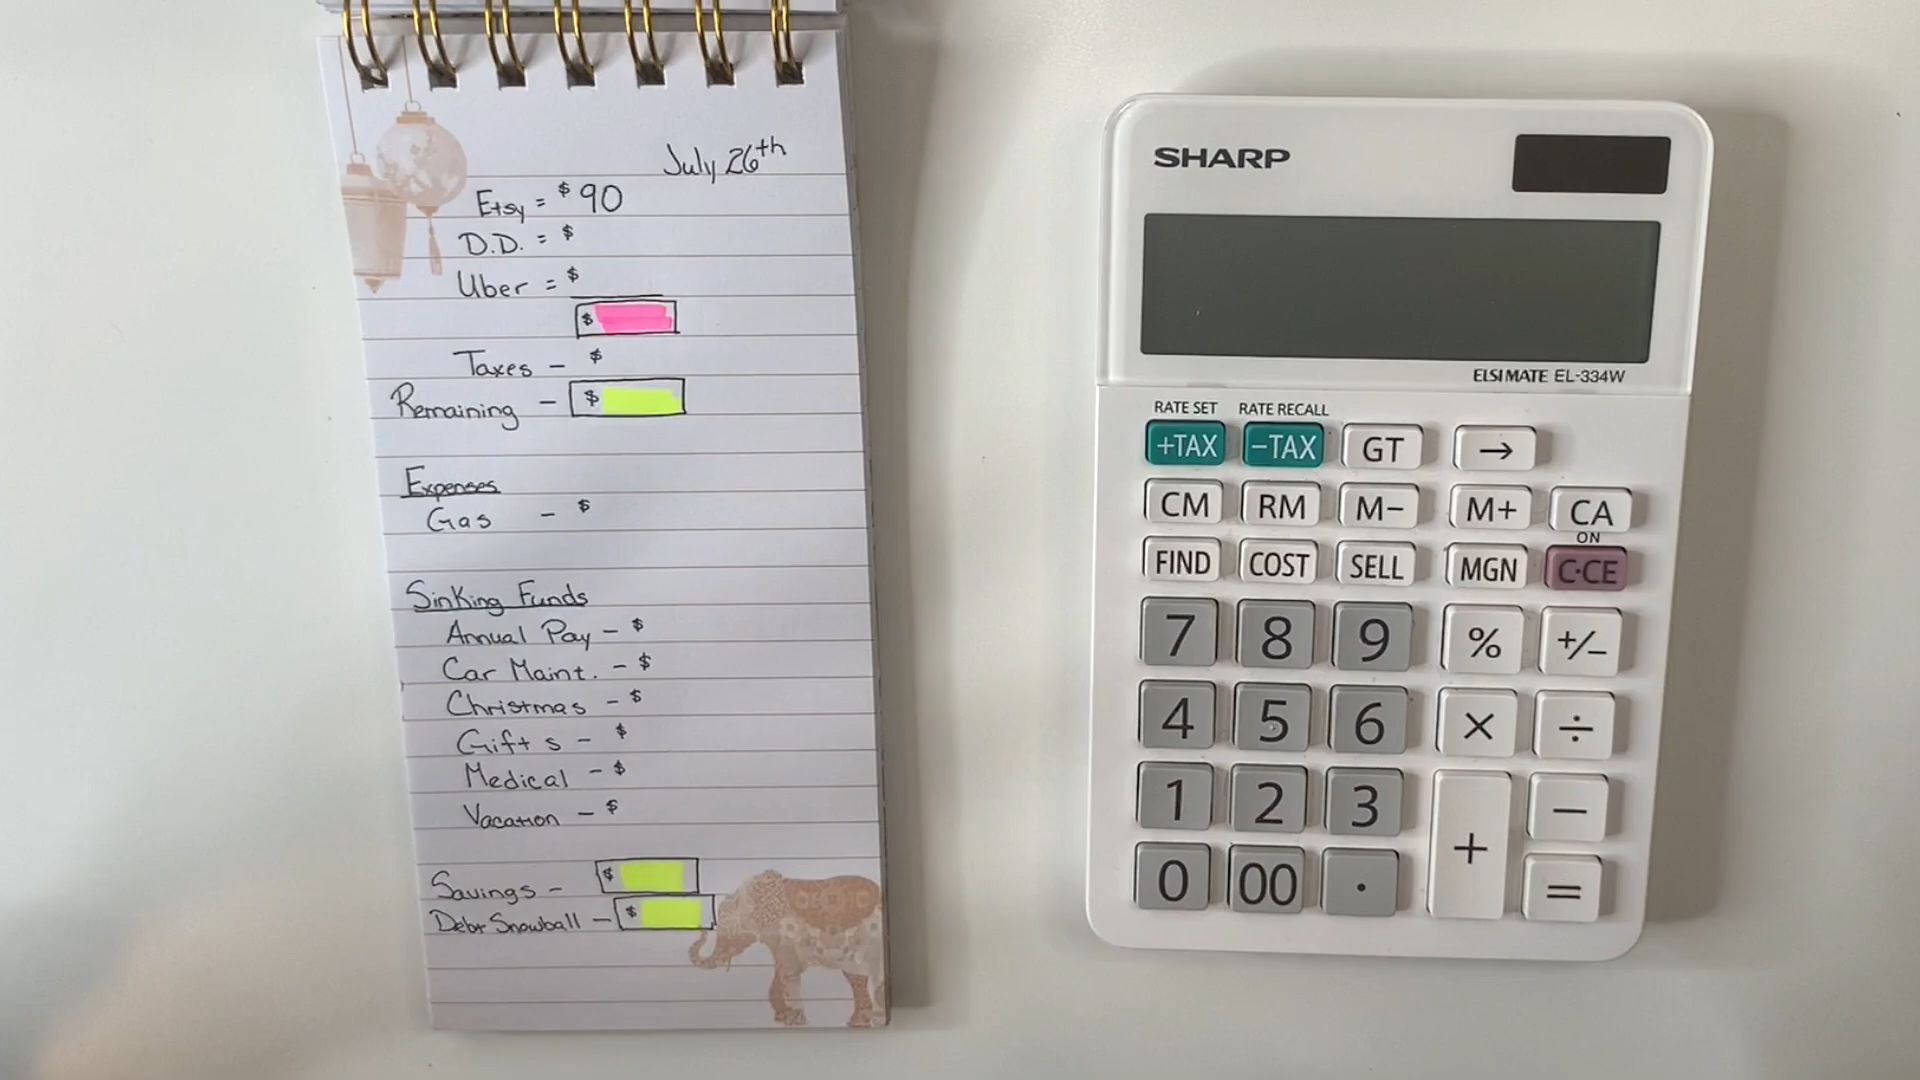 July 26th
Etsy = $ 90
D.D. = $
Uber = $
$
Taxes - $
Remaining - $
Expenses
Gas - $
Sinking Funds
Annual Pay - $
Car Maint. - $
Christmas - $
Gifts - $
Medical - $
Vacation - $
Savings - $
Debt Snowball - $
SHARP
ELSI MATE EL-334W
RATE SET RATE RECALL
+TAX -TAX GT →
CM RM M- M+ CA
ON
FIND COST SELL MGN C·CE
7 8 9 % +/-
4 5 6 × ÷
1 2 3 + -
0 00 . =